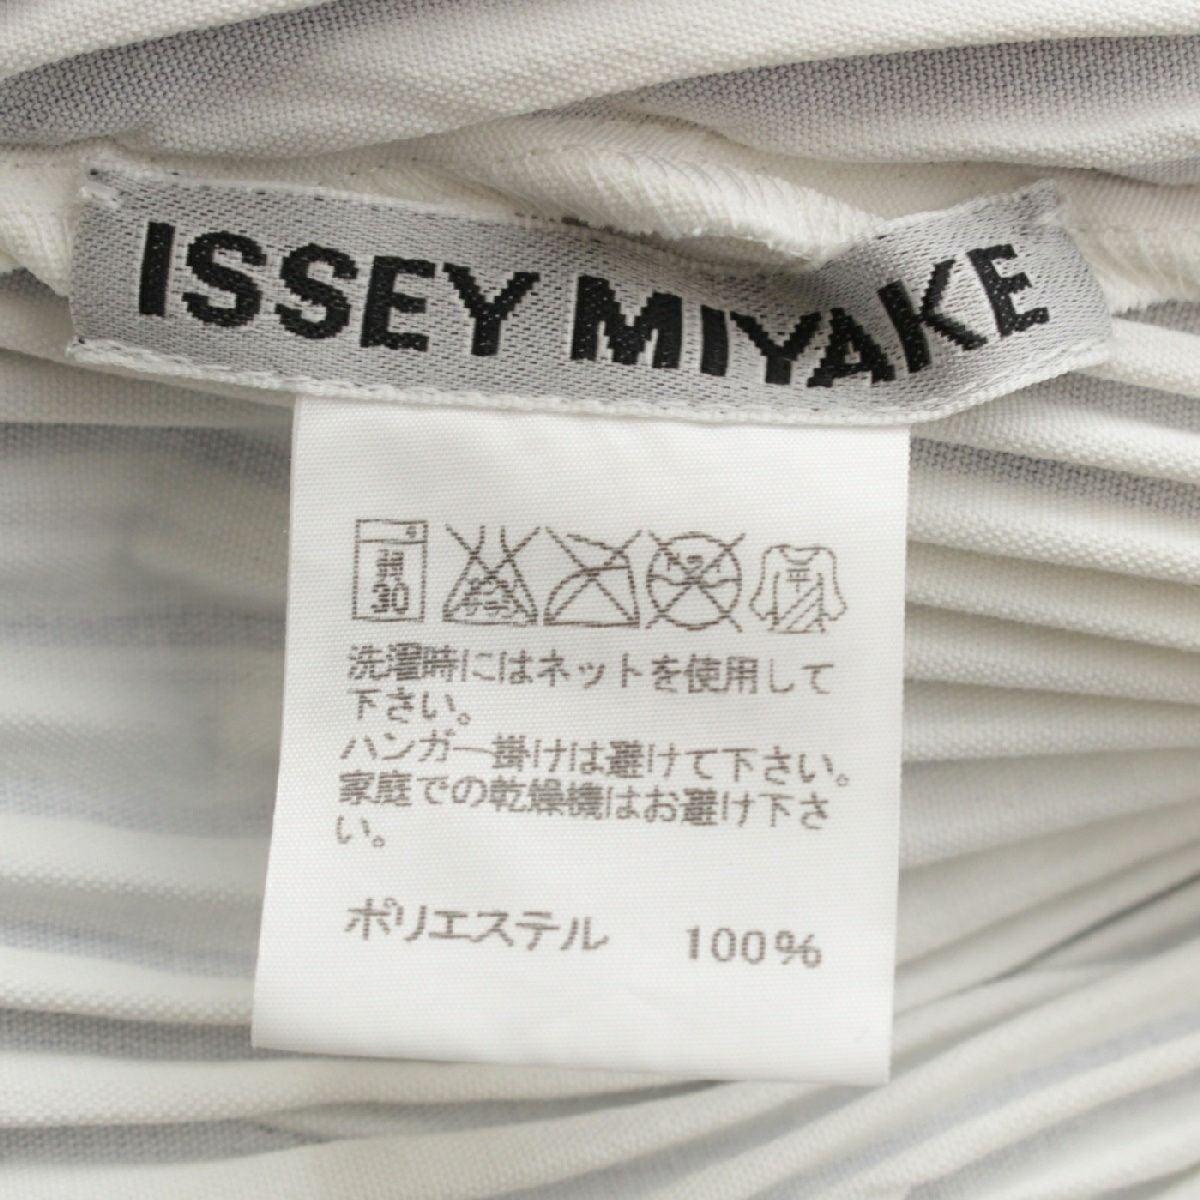 ISSEY MIYAKE
30
洗濯時にはネットを使用して
下さい。
ハンガー掛けは避けて下さい。
家庭での乾燥機はお避け下さ
い。
ポリエステル 100%